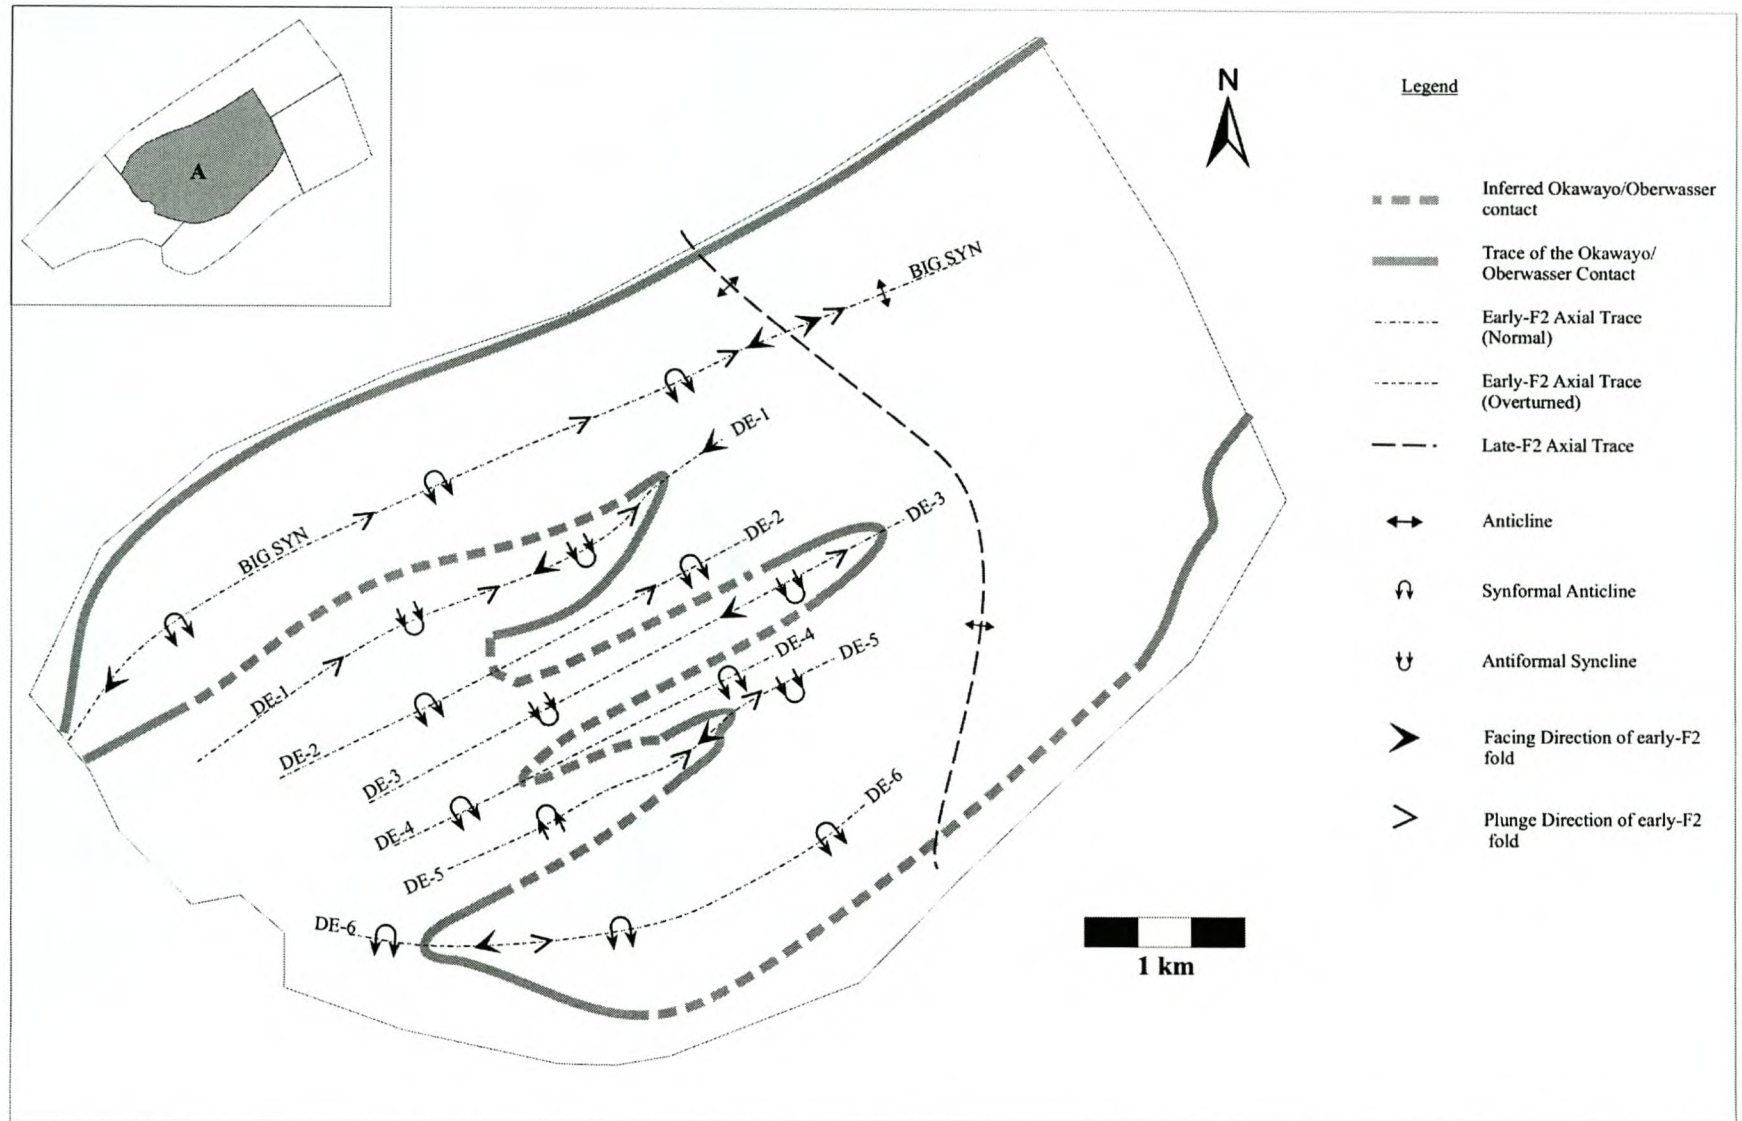 A
N
Legend
Inferred Okawayo/Oberwasser
contact
Trace of the Okawayo/
Oberwasser Contact
Early-F2 Axial Trace
(Normal)
Early-F2 Axial Trace
(Overturned)
Late-F2 Axial Trace
Anticline
Synformal Anticline
Antiformal Syncline
Facing Direction of early-F2
fold
Plunge Direction of early-F2
fold
BIG SYN
DE-1
DE-3
DE-2
BIG SYN
DE-4
DE-5
DE-1
DE-2
DE-3
DE-6
DE-4
DE-5
DE-6
1 km